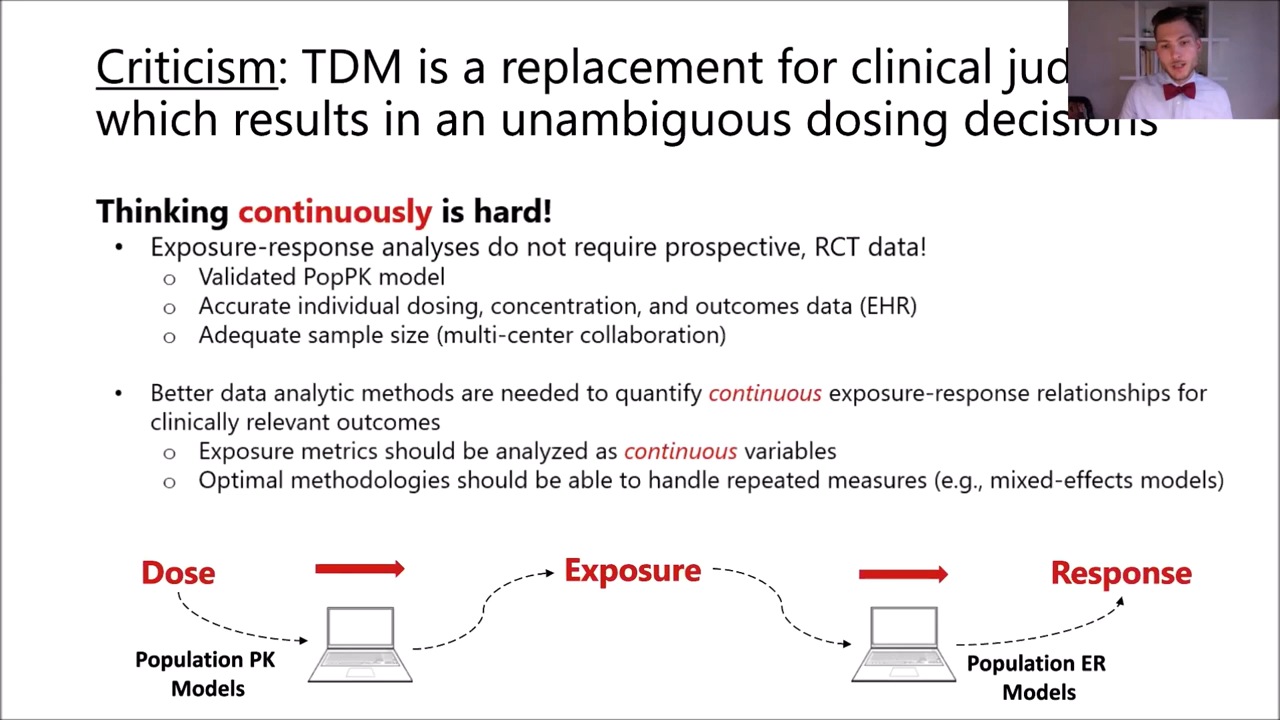 Criticism: TDM is a replacement for clinical jud
which results in an unambiguous dosing decisions
Thinking continuously is hard!
• Exposure-response analyses do not require prospective, RCT data!
o Validated PopPK model
o Accurate individual dosing, concentration, and outcomes data (EHR)
o Adequate sample size (multi-center collaboration)
• Better data analytic methods are needed to quantify continuous exposure-response relationships for
clinically relevant outcomes
o Exposure metrics should be analyzed as continuous variables
o Optimal methodologies should be able to handle repeated measures (e.g., mixed-effects models)
Dose
Exposure
Response
Population PK
Models
Population ER
Models